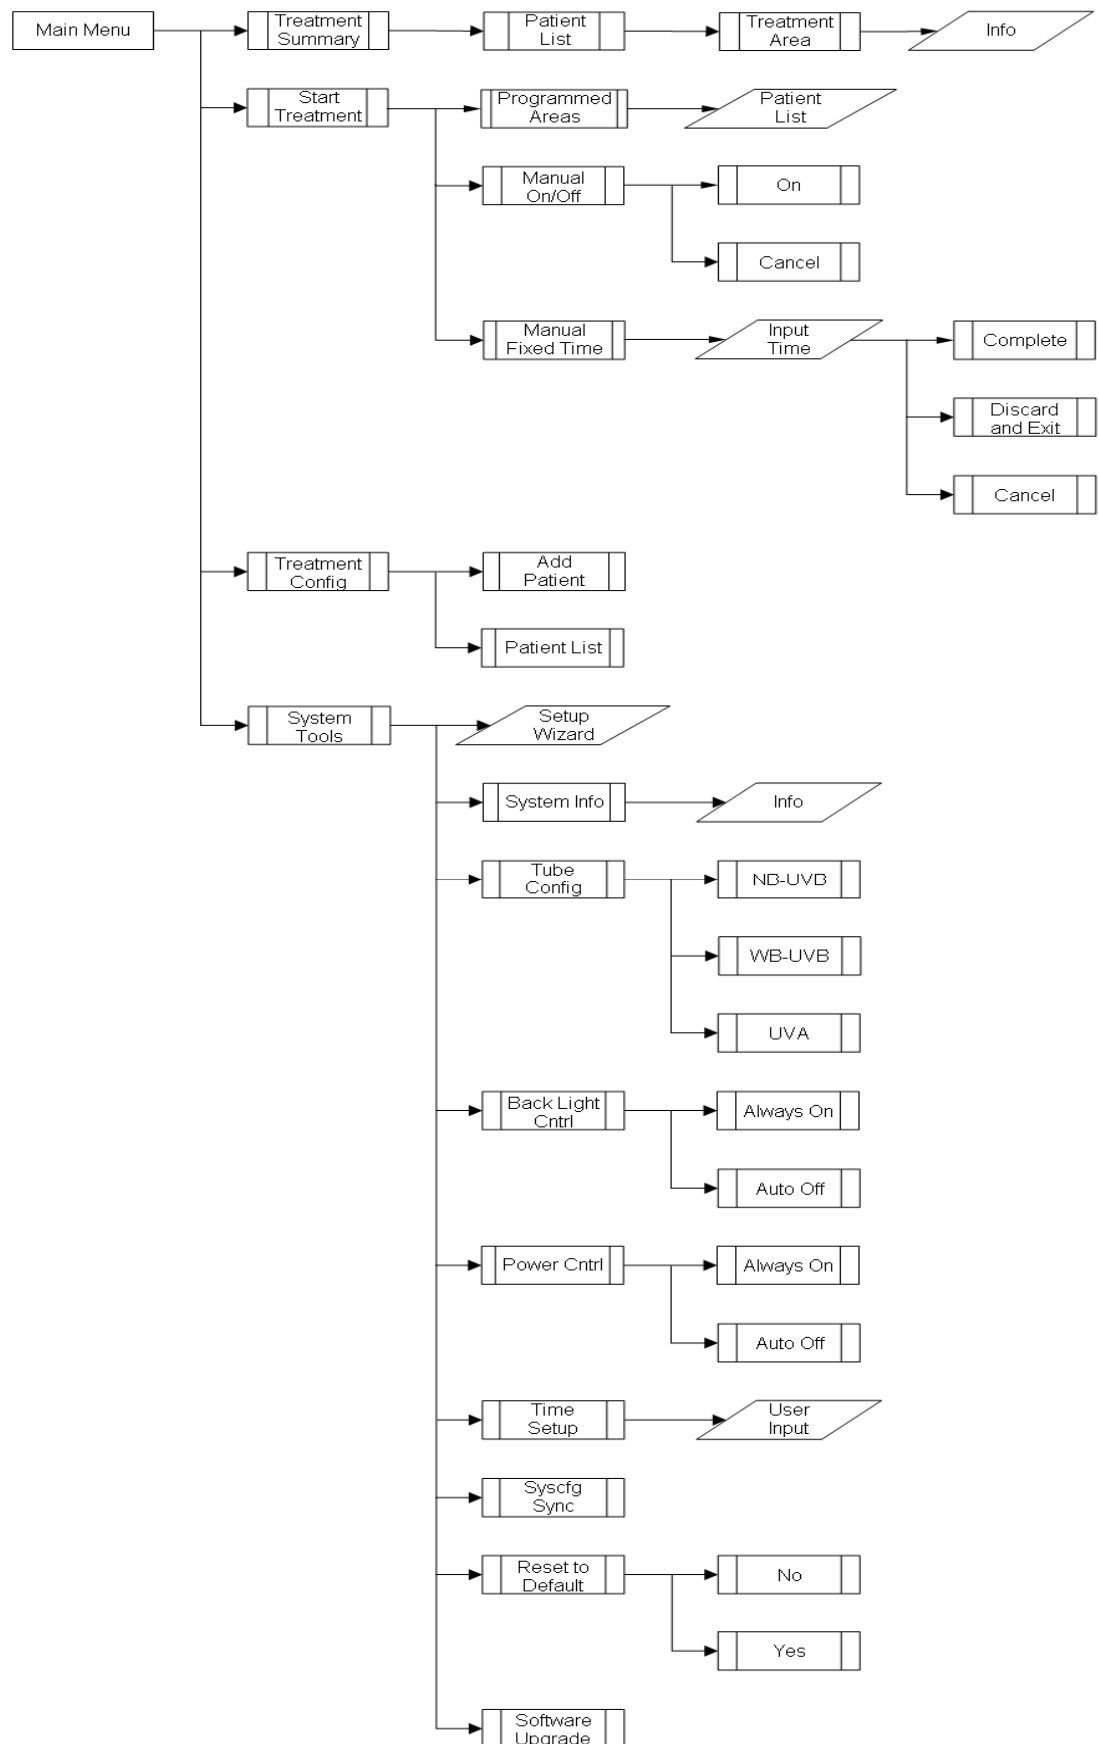 Main Menu
Treatment
Summary
Patient
List
Treatment
Area
Info
Start
Treatment
Programmed
Areas
Patient
List
Manual
On/Off
On
Cancel
Manual
Fixed Time
Input
Time
Complete
Discard
and Exit
Cancel
Treatment
Config
Add
Patient
Patient List
System
Tools
Setup
Wizard
System Info
Info
Tube
Config
NB-UVB
WB-UVB
UVA
Back Light
Cntrl
Always On
Auto Off
Power Cntrl
Always On
Auto Off
Time
Setup
User
Input
Syscfg
Sync
Reset to
Default
No
Yes
Software
Upgrade